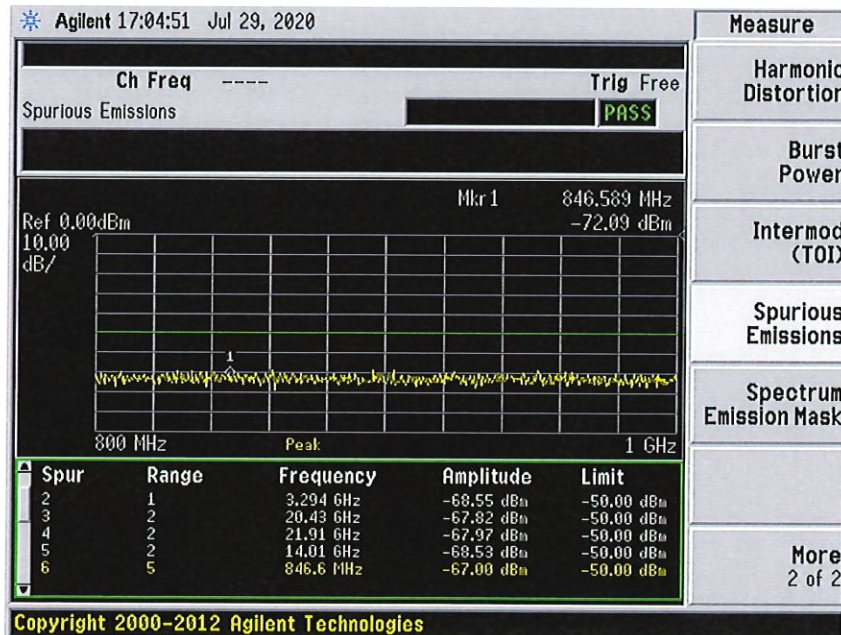 Agilent 17:04:51 Jul 29, 2020
Measure
Ch Freq ----
Trig Free
Spurious Emissions
PASS
Mkr1 846.589 MHz
-72.09 dBm
Ref 0.00dBm
10.00
dB/
1
800 MHz Peak 1 GHz
Spur Range Frequency Amplitude Limit
2 1 3.294 GHz -68.55 dBm -50.00 dBm
3 2 20.43 GHz -67.82 dBm -50.00 dBm
4 2 21.91 GHz -67.97 dBm -50.00 dBm
5 2 14.01 GHz -68.53 dBm -50.00 dBm
6 5 846.6 MHz -67.00 dBm -50.00 dBm
Copyright 2000-2012 Agilent Technologies
Harmonic
Distortion
Burst
Power
Intermod
(TOI)
Spurious
Emissions
Spectrum
Emission Mask
More
2 of 2